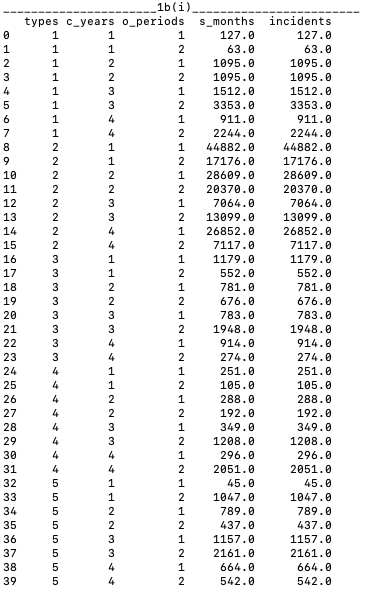 ______________________1b(i)________________________
types c_years o_periods s_months incidents
0 1 1 1 127.0 127.0
1 1 1 2 63.0 63.0
2 1 2 1 1095.0 1095.0
3 1 2 2 1095.0 1095.0
4 1 3 1 1512.0 1512.0
5 1 3 2 3353.0 3353.0
6 1 4 1 911.0 911.0
7 1 4 2 2244.0 2244.0
8 2 1 1 44882.0 44882.0
9 2 1 2 17176.0 17176.0
10 2 2 1 28609.0 28609.0
11 2 2 2 20370.0 20370.0
12 2 3 1 7064.0 7064.0
13 2 3 2 13099.0 13099.0
14 2 4 1 26852.0 26852.0
15 2 4 2 7117.0 7117.0
16 3 1 1 1179.0 1179.0
17 3 1 2 552.0 552.0
18 3 2 1 781.0 781.0
19 3 2 2 676.0 676.0
20 3 3 1 783.0 783.0
21 3 3 2 1948.0 1948.0
22 3 4 1 914.0 914.0
23 3 4 2 274.0 274.0
24 4 1 1 251.0 251.0
25 4 1 2 105.0 105.0
26 4 2 1 288.0 288.0
27 4 2 2 192.0 192.0
28 4 3 1 349.0 349.0
29 4 3 2 1208.0 1208.0
30 4 4 1 296.0 296.0
31 4 4 2 2051.0 2051.0
32 5 1 1 45.0 45.0
33 5 1 2 1047.0 1047.0
34 5 2 1 789.0 789.0
35 5 2 2 437.0 437.0
36 5 3 1 1157.0 1157.0
37 5 3 2 2161.0 2161.0
38 5 4 1 664.0 664.0
39 5 4 2 542.0 542.0